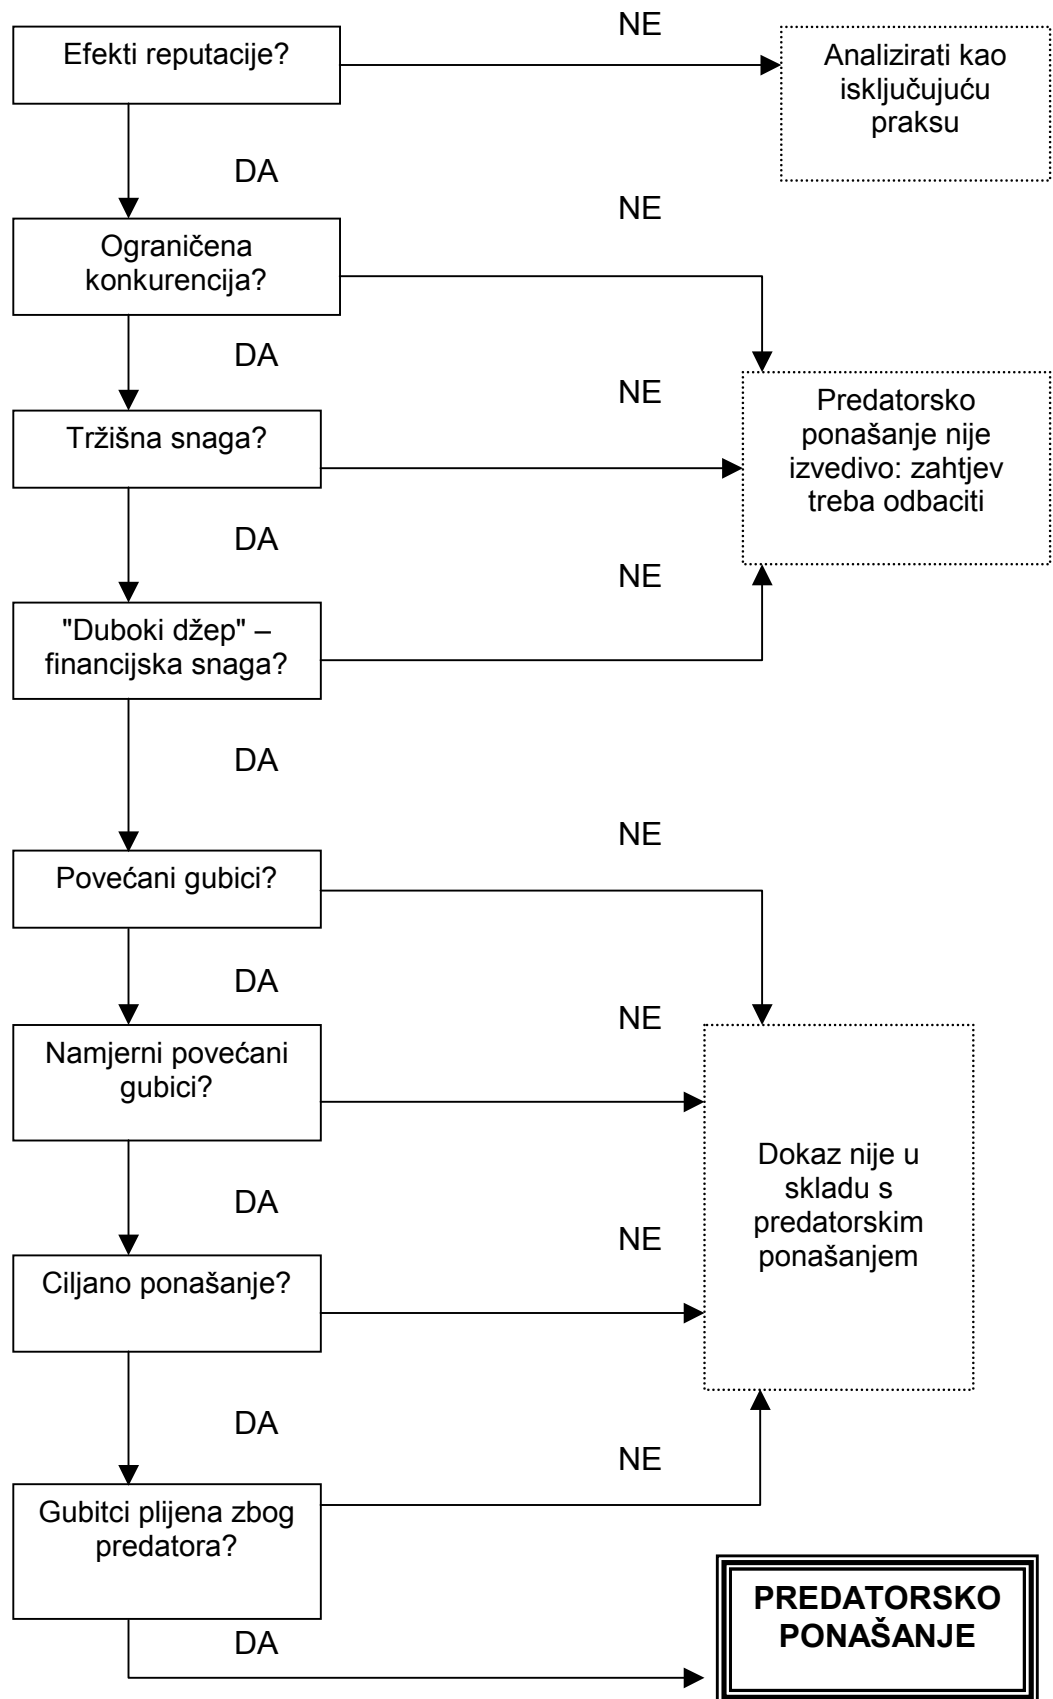 NE
Efekti reputacije?
Analizirati kao
isključujuću
praksu
DA
NE
Ograničena
konkurencija?
DA
NE
Predatorsko
ponašanje nije
izvedivo: zahtjev
treba odbaciti
Tržišna snaga?
DA
NE
"Duboki džep" –
financijska snaga?
DA
NE
Povećani gubici?
DA
NE
Namjerni povećani
gubici?
Dokaz nije u
skladu s
predatorskim
ponašanjem
DA
NE
Ciljano ponašanje?
DA
NE
Gubitci plijena zbog
predatora?
PREDATORSKO
PONAŠANJE
DA